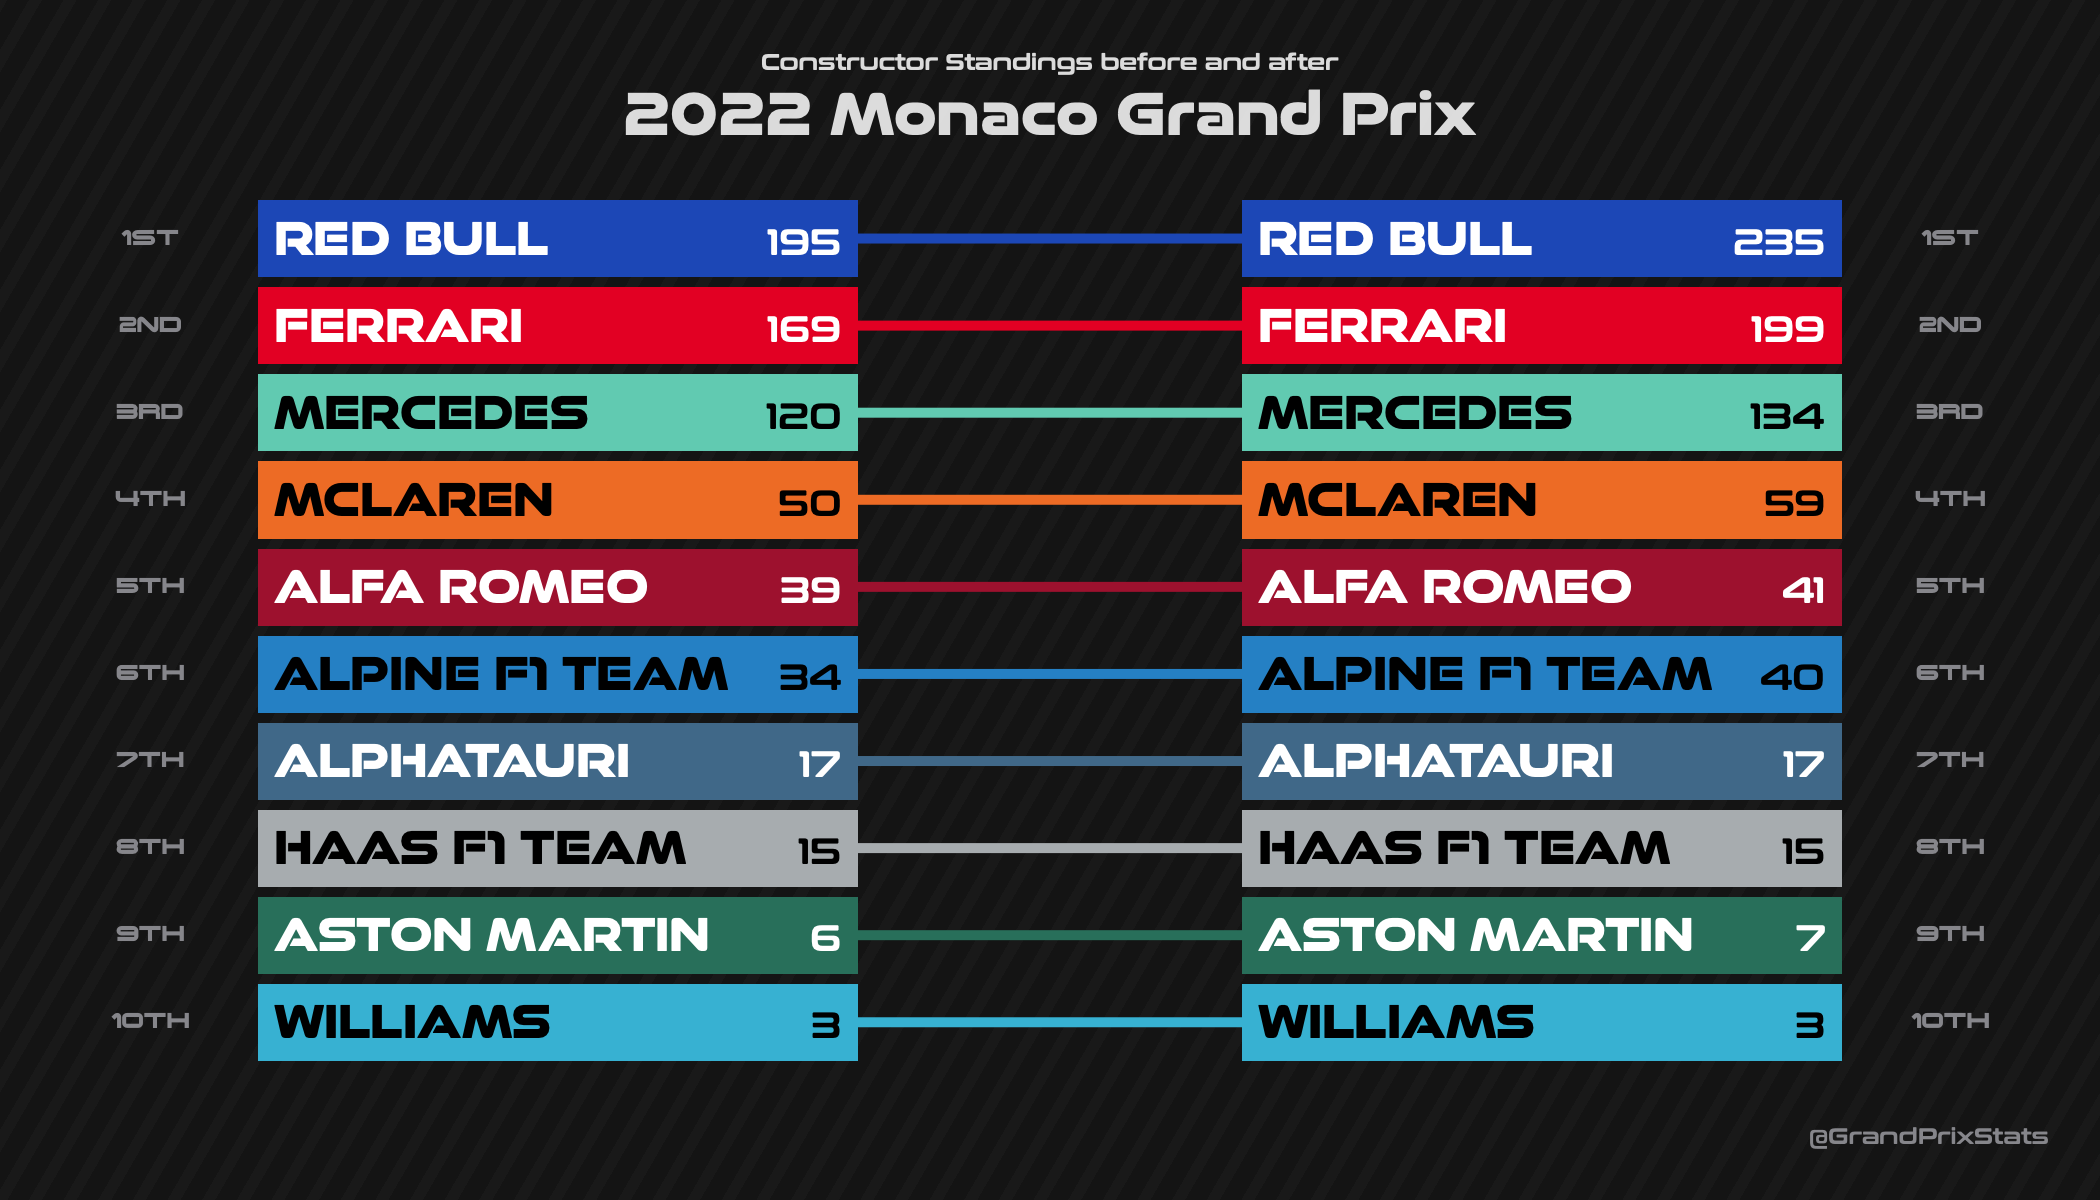 Constructor Standings before and after
2022 Monaco Grand Prix
1ST RED BULL 195 RED BULL 235 1ST
2ND FERRARI 169 FERRARI 199 2ND
3RD MERCEDES 120 MERCEDES 134 3RD
4TH MCLAREN 50 MCLAREN 59 4TH
5TH ALFA ROMEO 39 ALFA ROMEO 41 5TH
6TH ALPINE F1 TEAM 34 ALPINE F1 TEAM 40 6TH
7TH ALPHATAURI 17 ALPHATAURI 17 7TH
8TH HAAS F1 TEAM 15 HAAS F1 TEAM 15 8TH
9TH ASTON MARTIN 6 ASTON MARTIN 7 9TH
10TH WILLIAMS 3 WILLIAMS 3 10TH
@GrandPrixStats